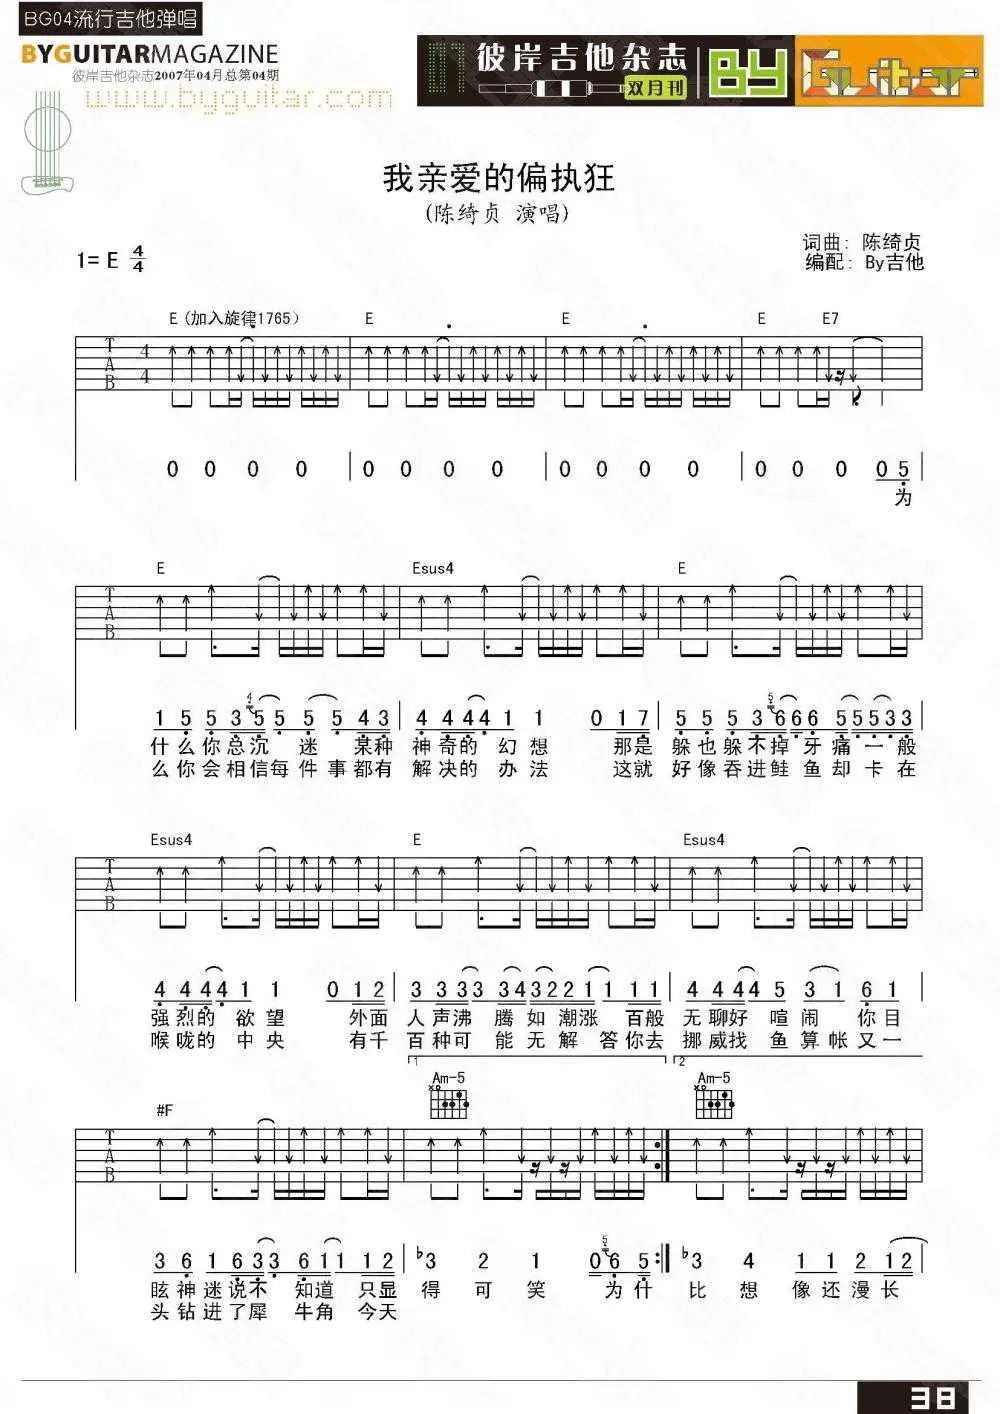 BG04流行吉他弹唱
BYGUITARMAGAZINE
彼岸吉他杂志2007年04月总第04期
www.byguitar.com
01 彼岸吉他杂志 双月刊 BY Guitar
我亲爱的偏执狂
(陈绮贞 演唱)
词曲: 陈绮贞
编配: By吉他
1= E 4/4
E (加入旋律1765) E E E E7
T A B 4 4
0 0 0 0 0 0 0 0 0 0 0 0 0 0 0 0 5
为
E Esus4 E
T A B
1 5 5 3 5 5 5 5 4 3 4 4 4 4 1 1 0 1 7 5 5 5 3 6 6 6 5 5 5 3 3
什么你总沉 迷 某种 神奇的 幻想 那是 躲也躲不掉 牙痛一般
么你会相信每件事都有 解决的 办法 这就 好像吞进鲑鱼却卡在
Esus4 E Esus4
T A B
4 4 4 4 1 1 0 1 2 3 3 3 3 3 3 4 3 2 2 1 1 1 1 4 4 4 4 5 3 1 6 1
强烈的 欲望 外面 人声沸 腾如潮涨 百般 无聊好 喧闹 你目
喉咙的 中央 有千 百种可能无解答你去 挪威找 鱼算帐又一
1 2
#F Am-5 Am-5
T A B
3 6 1 6 3 3 6 1 1 1 2 ♭3 2 1 0 6 5 ♭3 4 1 1 1 2
眩神迷说不 知道 只显 得 可 笑 为什 比 想 像还漫长
头钻进了犀 牛角 今天
38